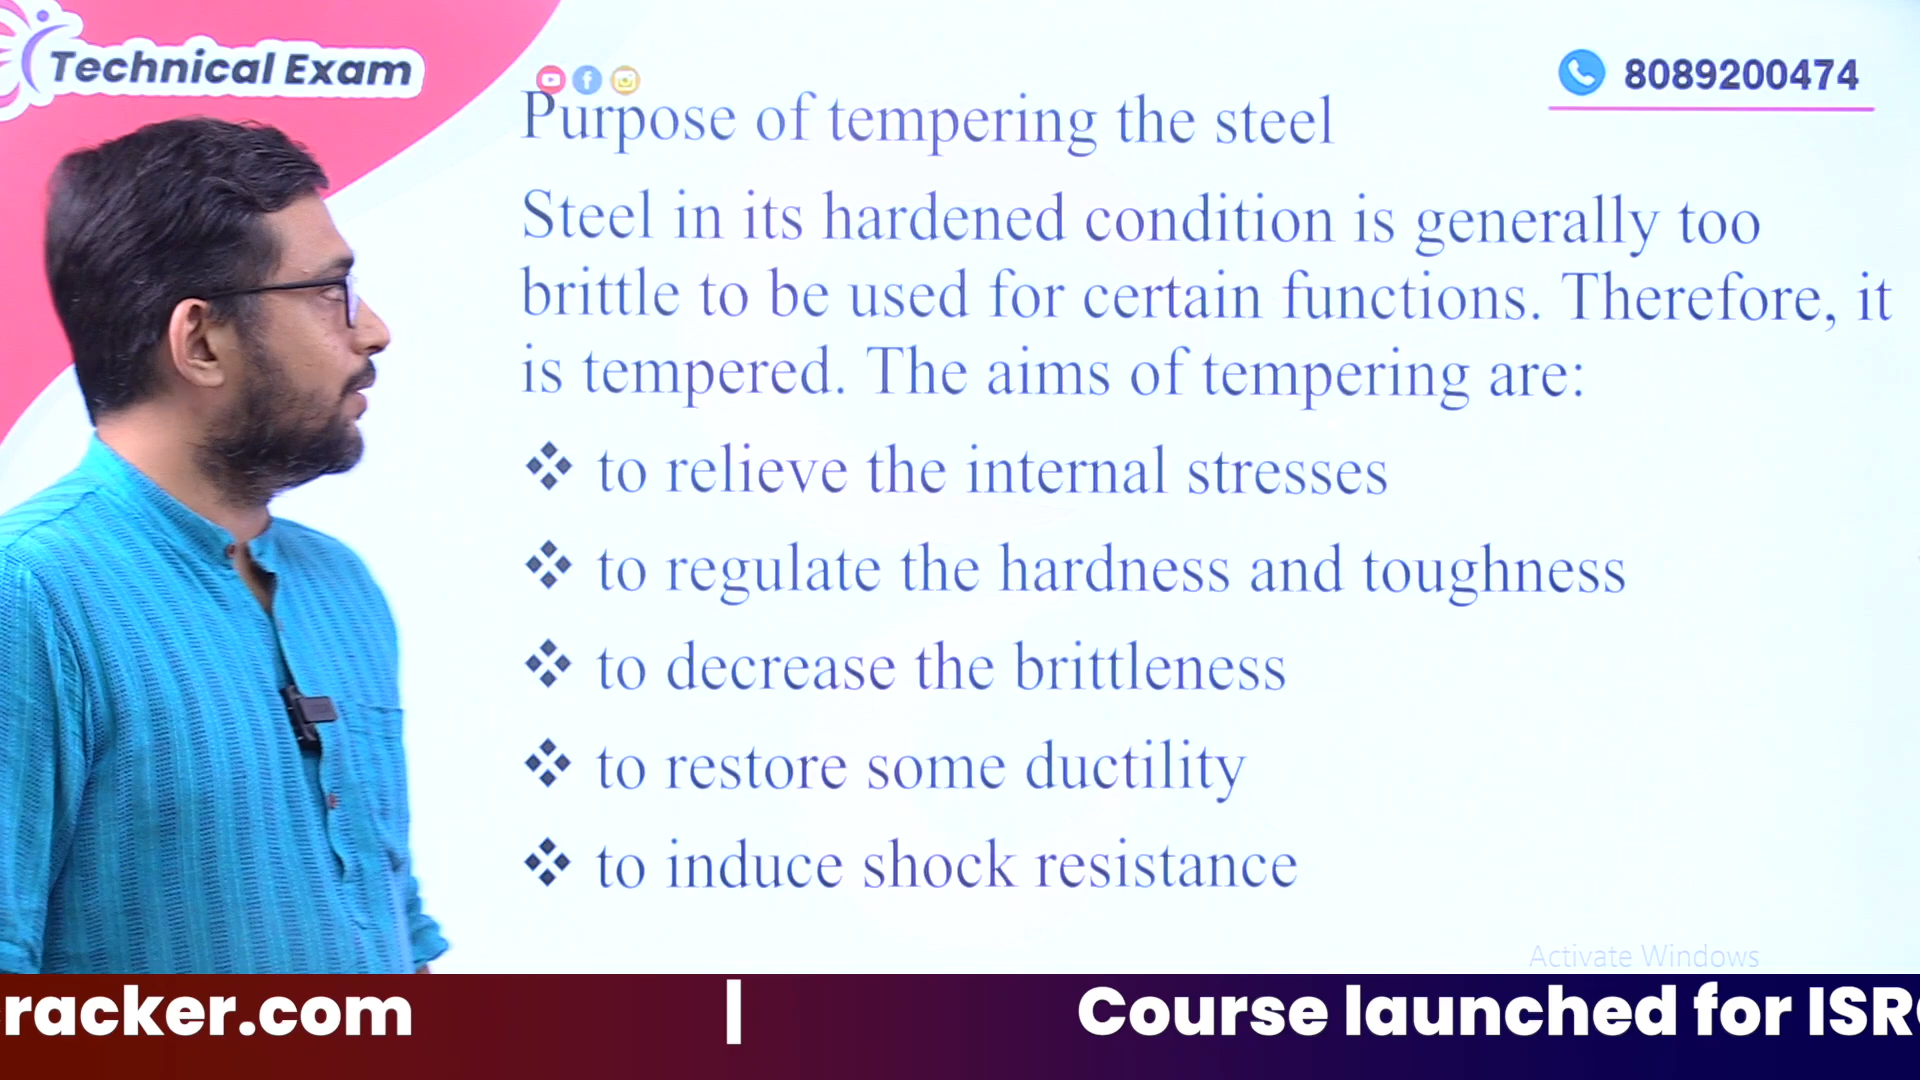 Technical Exam
8089200474
Purpose of tempering the steel
Steel in its hardened condition is generally too
brittle to be used for certain functions. Therefore, it
is tempered. The aims of tempering are:
to relieve the internal stresses
to regulate the hardness and toughness
to decrease the brittleness
to restore some ductility
to induce shock resistance
Activate Windows
racker.com | Course launched for ISR